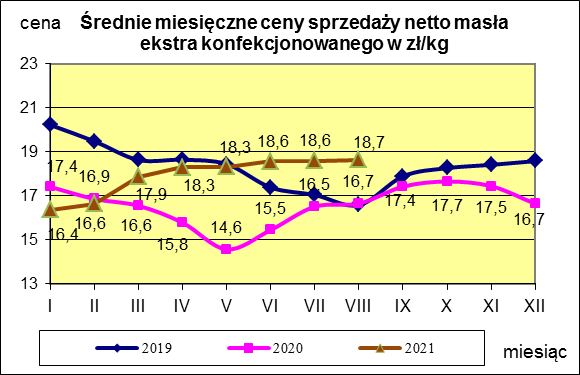 cena Średnie miesięczne ceny sprzedaży netto masła
ekstra konfekcjonowanego w zł/kg
23
21
19
17
15
13
17,4 16,9 17,9 18,3 18,3 18,6 18,6 18,7
16,4 16,6 16,6 15,8 14,6 15,5 16,5 16,7 17,4 17,7 17,5 16,7
I II III IV V VI VII VIII IX X XI XII
2019 2020 2021
miesiąc